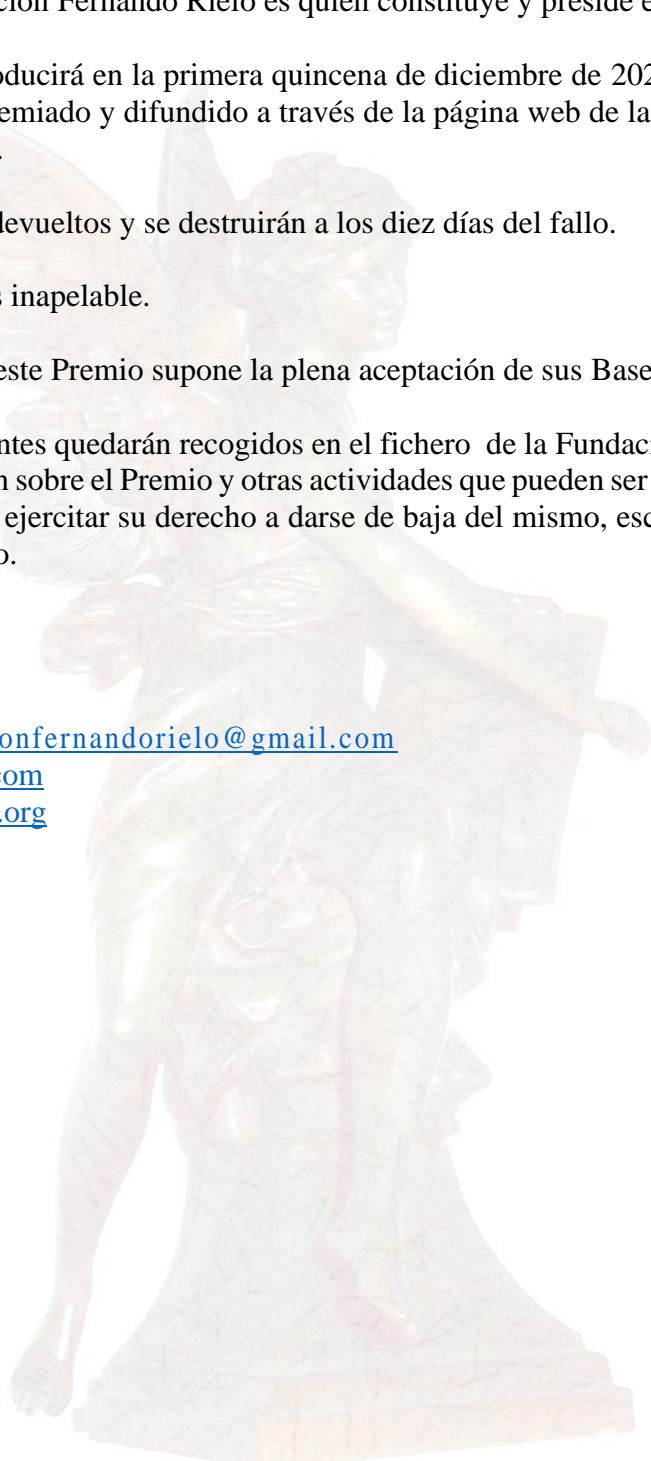 ción Fernando Rielo es quien constituye y preside e
oducirá en la primera quincena de diciembre de 202
emiado y difundido a través de la página web de la
.
devueltos y se destruirán a los diez días del fallo.
s inapelable.
este Premio supone la plena aceptación de sus Base
ntes quedarán recogidos en el fichero de la Fundaci
n sobre el Premio y otras actividades que pueden ser
ejercitar su derecho a darse de baja del mismo, esc
o.
onfernandorielo@gmail.com
com
.org